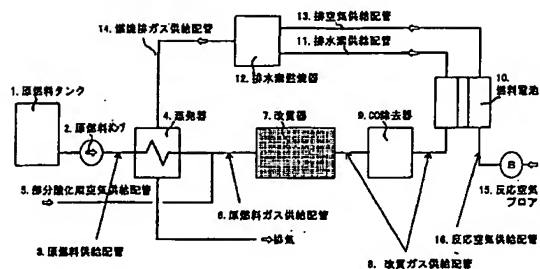 13. 排空気供給配管
14. 燃焼排ガス供給配管
11. 排水素供給配管
12. 排水素燃焼器
10.
燃料電池
1. 原燃料タンク
2. 原燃料ポンプ
4. 蒸発器
7. 改質器
9. CO除去器
5. 部分酸化用空気供給配管
B
15. 反応空気
ブロア
6. 原燃料ガス供給配管
排気
3. 原燃料供給配管
8. 改質ガス供給配管
16. 反応空気供給配管